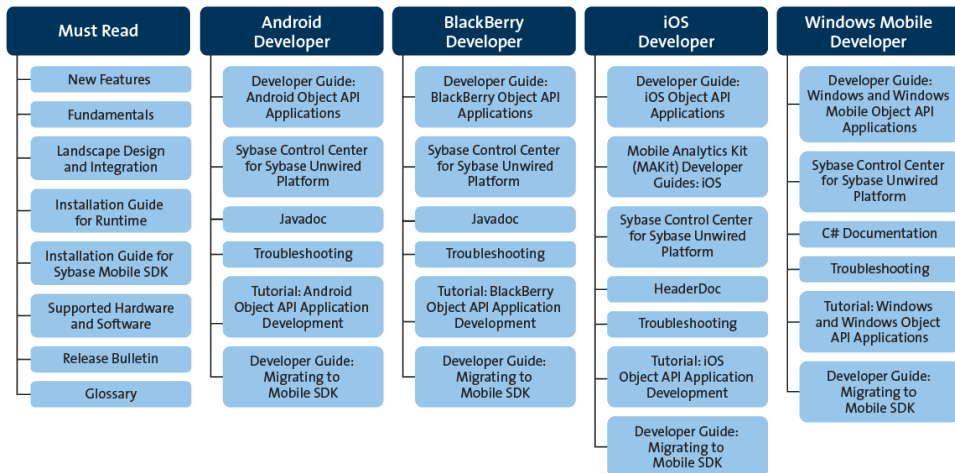 Must Read
New Features
Fundamentals
Landscape Design
and Integration
Installation Guide
for Runtime
Installation Guide for
Sybase Mobile SDK
Supported Hardware
and Software
Release Bulletin
Glossary
Android
Developer
Developer Guide:
Android Object API
Applications
Sybase Control Center
for Sybase Unwired
Platform
Javadoc
Troubleshooting
Tutorial: Android
Object API Application
Development
Developer Guide:
Migrating to
Mobile SDK
BlackBerry
Developer
Developer Guide:
BlackBerry Object API
Applications
Sybase Control Center
for Sybase Unwired
Platform
Javadoc
Troubleshooting
Tutorial: BlackBerry
Object API Application
Development
Developer Guide:
Migrating to
Mobile SDK
iOS
Developer
Developer Guide:
iOS Object API
Applications
Mobile Analytics Kit
(MAKit) Developer
Guides: iOS
Sybase Control Center
for Sybase Unwired
Platform
HeaderDoc
Troubleshooting
Tutorial: iOS
Object API Application
Development
Developer Guide:
Migrating to
Mobile SDK
Windows Mobile
Developer
Developer Guide:
Windows and Windows
Mobile Object API
Applications
Sybase Control Center
for Sybase Unwired
Platform
C# Documentation
Troubleshooting
Tutorial: Windows
and Windows Object
API Applications
Developer Guide:
Migrating to
Mobile SDK